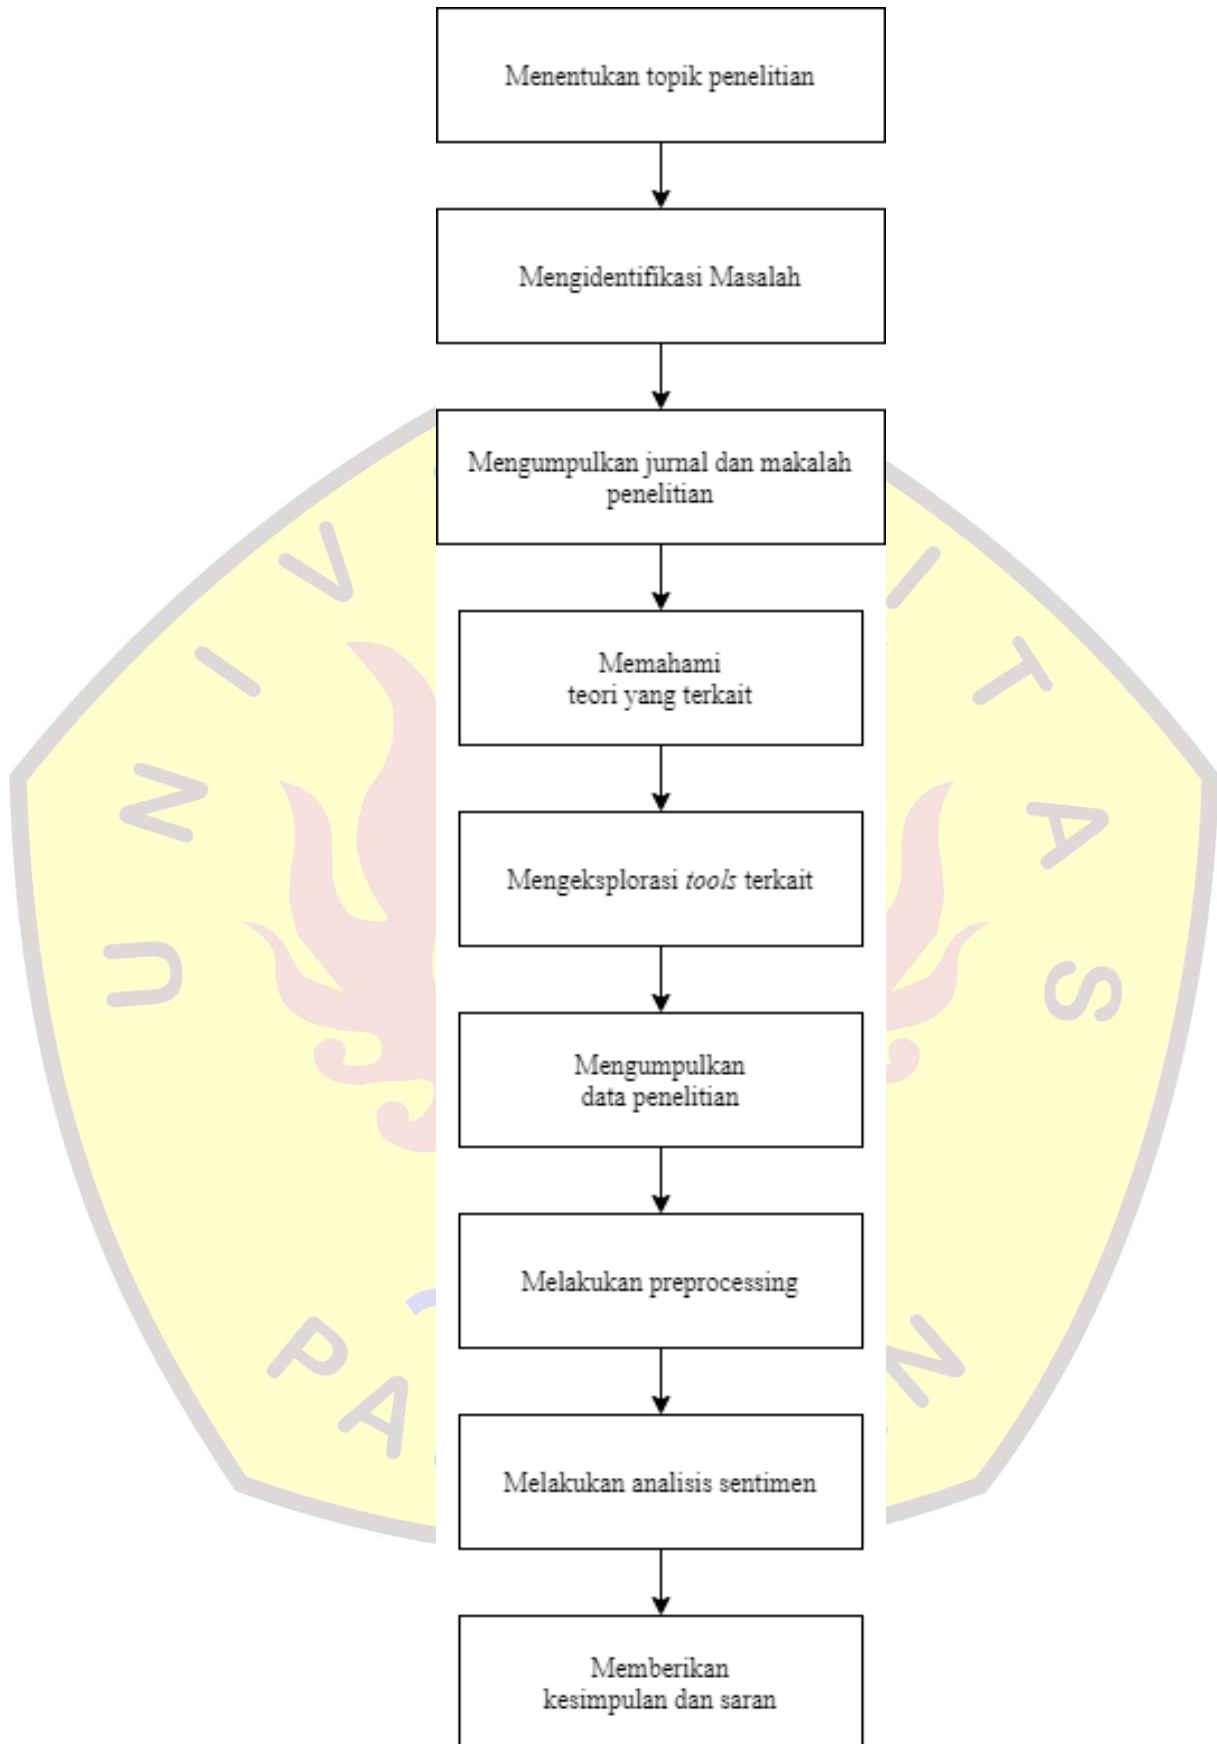 Menentukan topik penelitian
Mengidentifikasi Masalah
Mengumpulkan jurnal dan makalah
penelitian
Memahami
teori yang terkait
Mengeksplorasi tools terkait
Mengumpulkan
data penelitian
Melakukan preprocessing
Melakukan analisis sentimen
Memberikan
kesimpulan dan saran